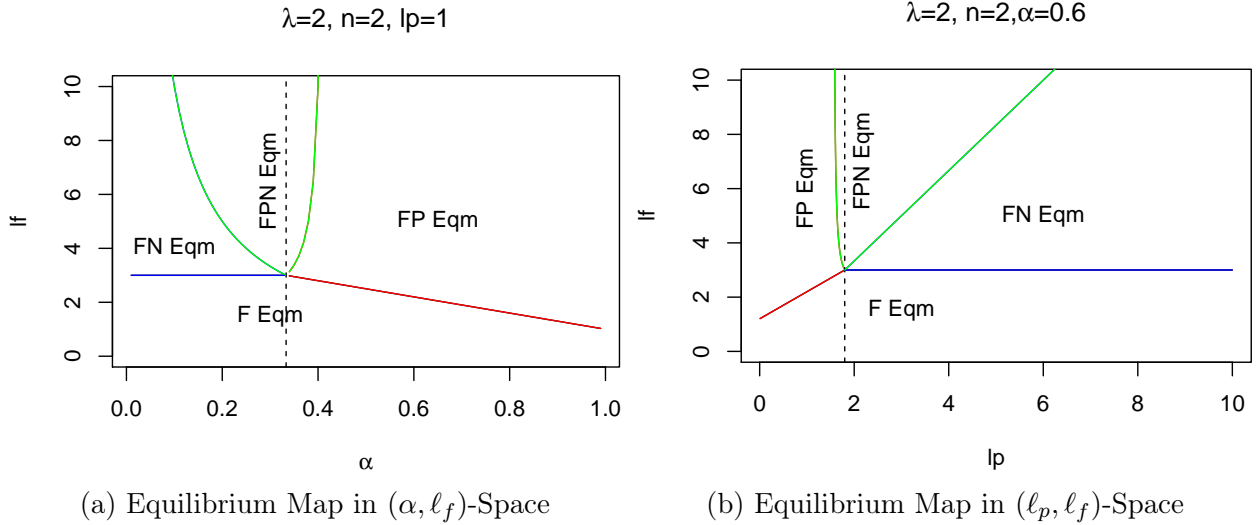 λ=2, n=2, lp=1
lf
10
8
6
4
2
0
FPN Eqm
FP Eqm
FN Eqm
F Eqm
0.0 0.2 0.4 0.6 0.8 1.0
α
(a) Equilibrium Map in (α, ℓf)-Space
λ=2, n=2,α=0.6
lf
10
8
6
4
2
0
FP Eqm
FPN Eqm
FN Eqm
F Eqm
0 2 4 6 8 10
lp
(b) Equilibrium Map in (ℓp, ℓf)-Space